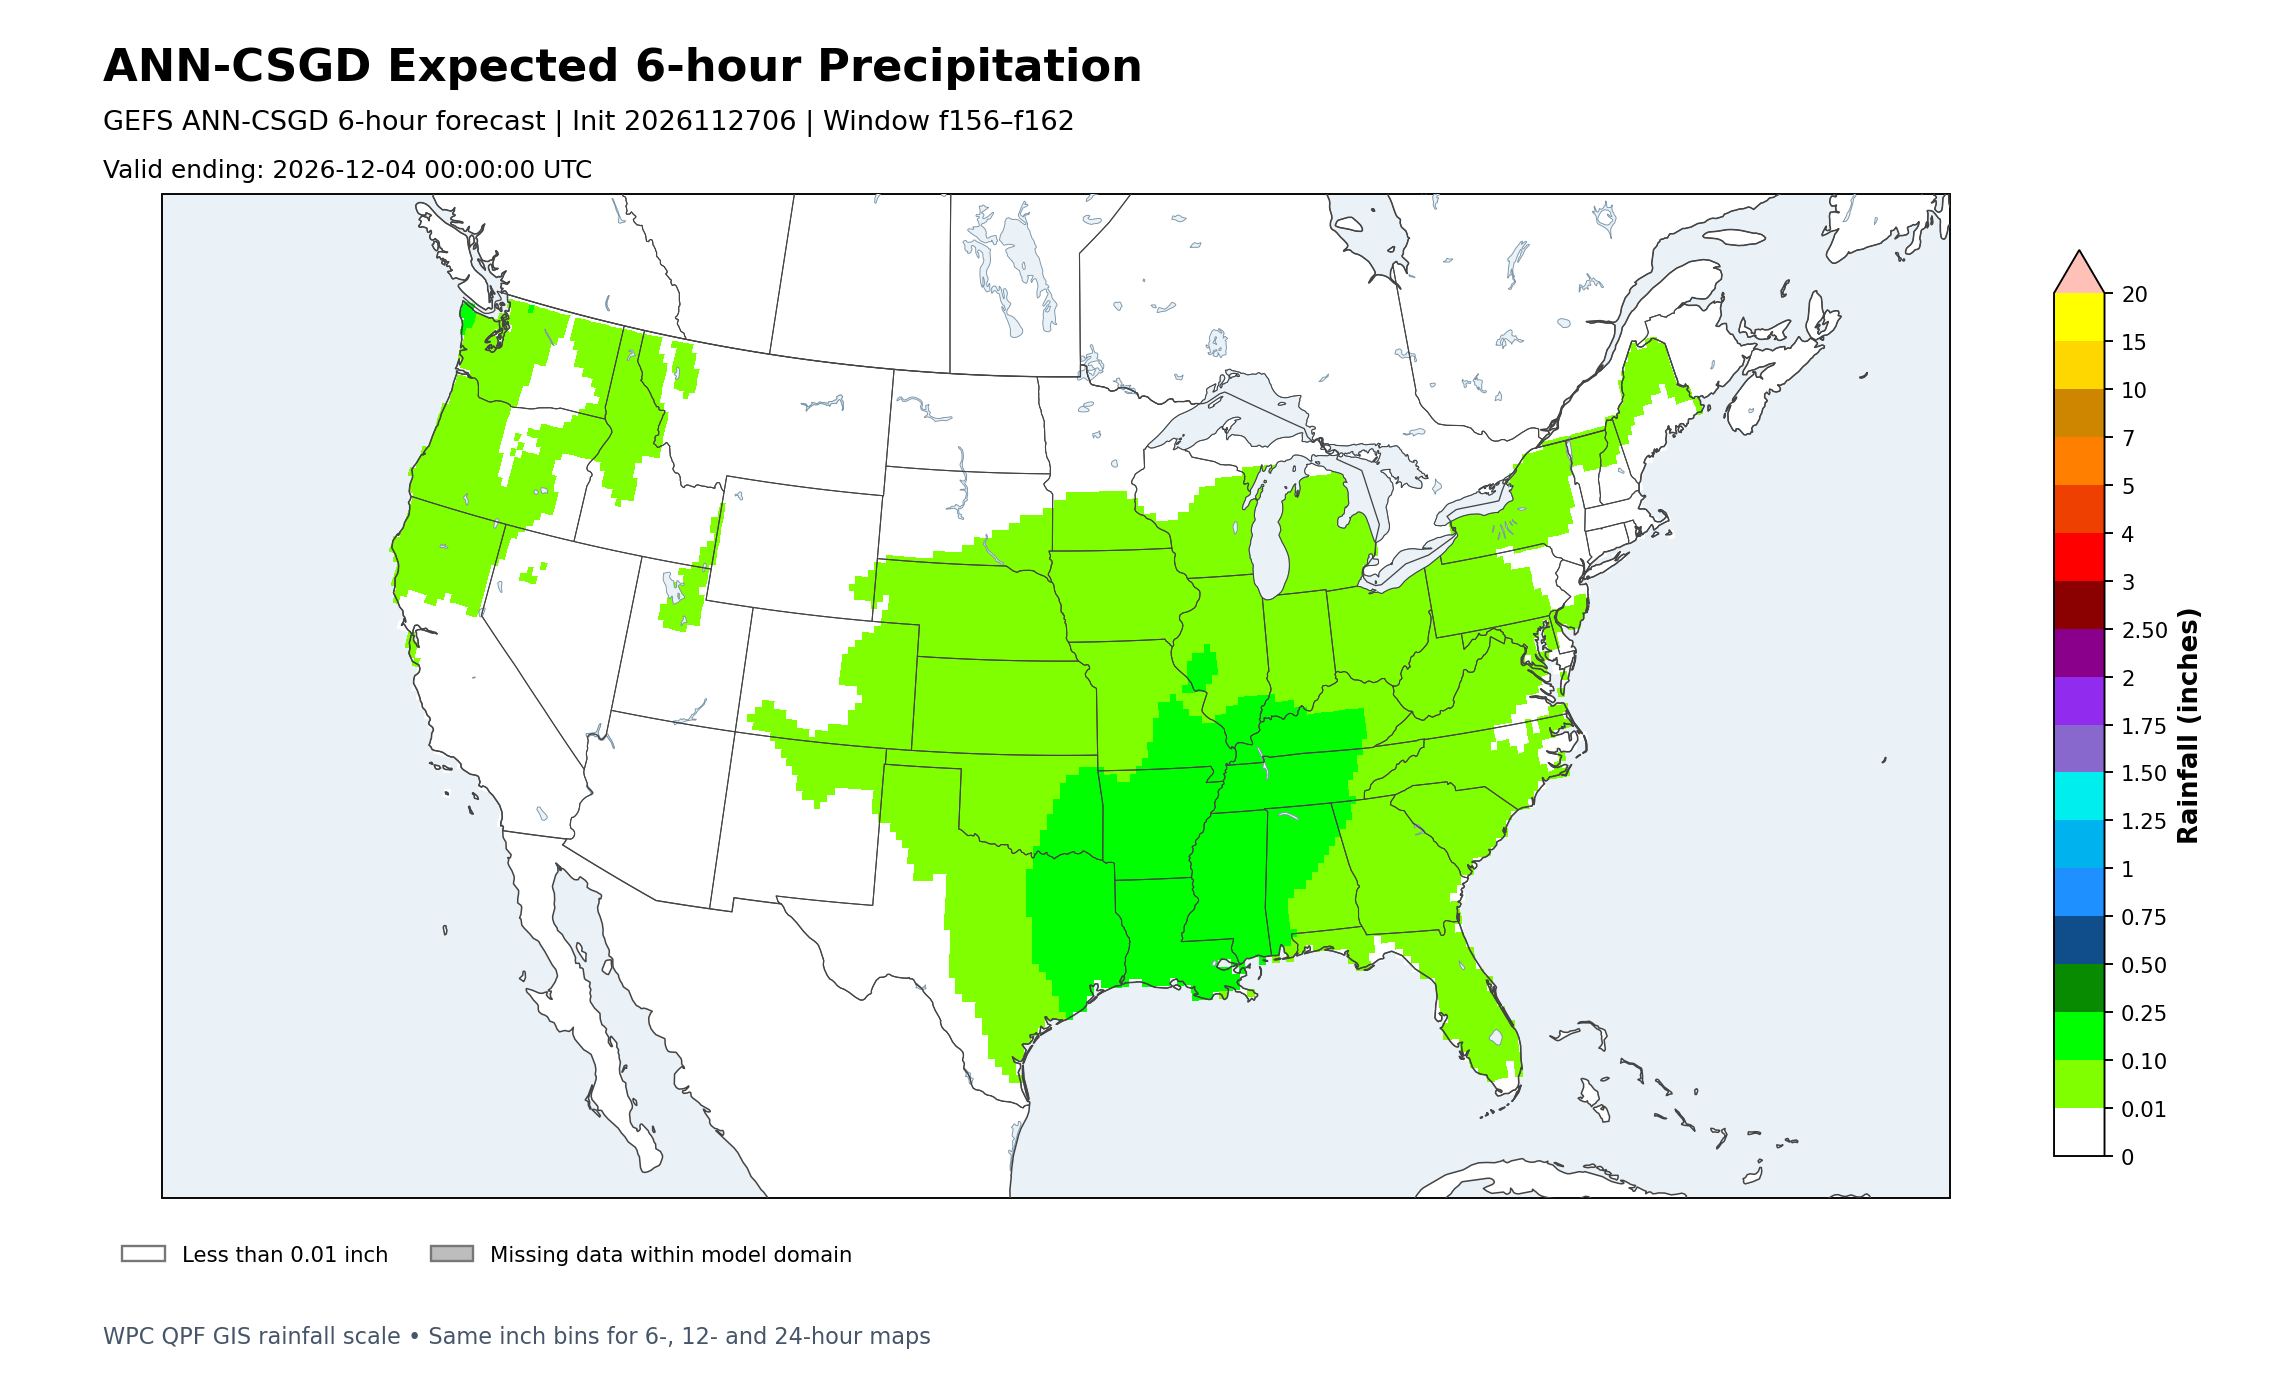 ANN-CSGD Expected 6-hour Precipitation
GEFS ANN-CSGD 6-hour forecast | Init 2026112706 | Window f156–f162
Valid ending: 2026-12-04 00:00:00 UTC
20
15
10
7
5
4
3
2.50
2
1.75
1.50
1.25
1
0.75
0.50
0.25
0.10
0.01
0
Rainfall (inches)
Less than 0.01 inch
Missing data within model domain
WPC QPF GIS rainfall scale • Same inch bins for 6-, 12- and 24-hour maps